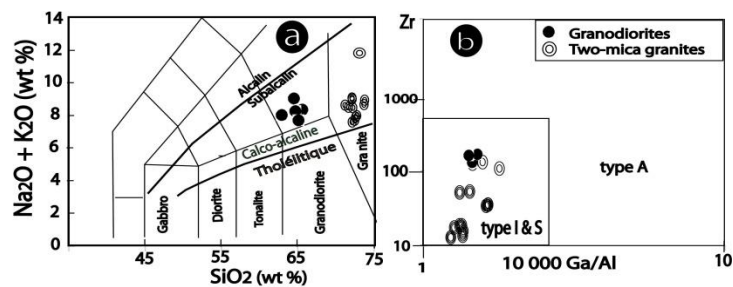 a
14
12
10
8
6
4
2
0
Na2O + K2O (wt %)
Alcalin
Subalcalin
Calco-alcaline
Tholéiitique
Gabbro
Diorite
Tonalite
Granodiorite
Gra nite
45
55
65
75
SiO2 (wt %)
b
Zr
Granodiorites
Two-mica granites
1000
100
10
type A
type I & S
1
10 000 Ga/Al
10